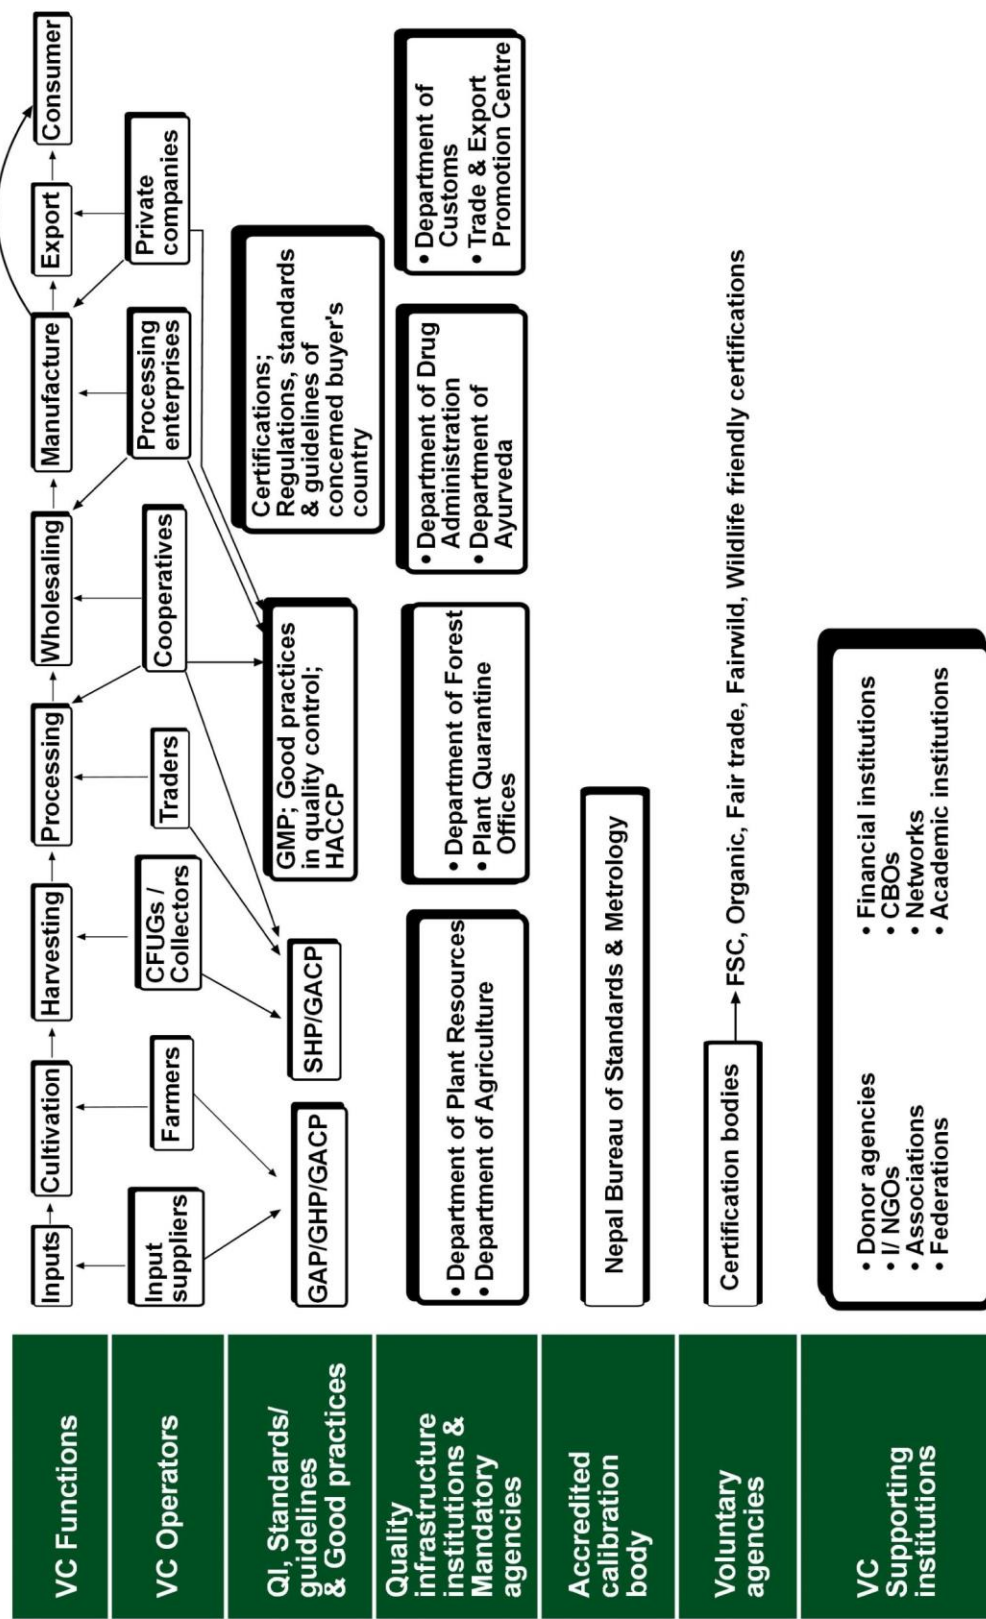 VC Functions
Inputs
Cultivation
Harvesting
Processing
Wholesaling
Manufacture
Export
Consumer
VC Operators
Input
suppliers
Farmers
CFUGs /
Collectors
Traders
Cooperatives
Processing
enterprises
Private
companies
QI, Standards/
guidelines
& Good practices
GAP/GHP/GACP
SHP/GACP
GMP; Good practices
in quality control;
HACCP
Certifications;
Regulations, standards
& guidelines of
concerned buyer's
country
Quality
infrastructure
institutions &
Mandatory
agencies
• Department of Plant Resources
• Department of Agriculture
• Department of Forest
• Plant Quarantine
Offices
• Department of Drug
Administration
• Department of
Ayurveda
• Department of
Customs
• Trade & Export
Promotion Centre
Accredited
calibration
body
Nepal Bureau of Standards & Metrology
Voluntary
agencies
Certification bodies
FSC, Organic, Fair trade, Fairwild, Wildlife friendly certifications
VC
Supporting
institutions
• Donor agencies
• I/ NGOs
• Associations
• Federations
• Financial institutions
• CBOs
• Networks
• Academic institutions